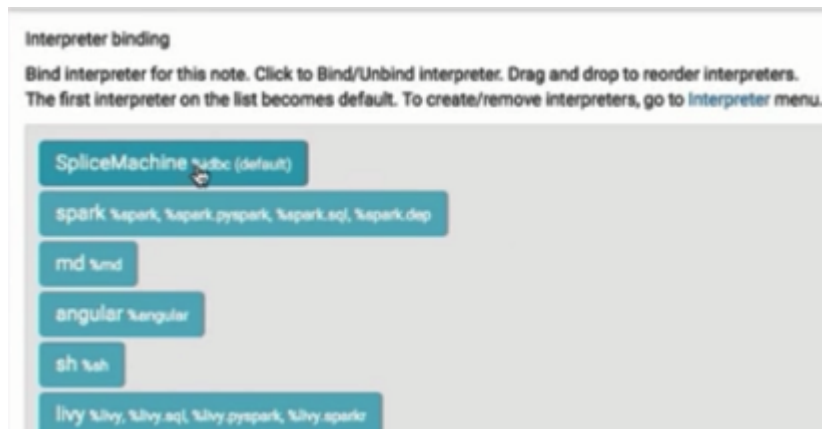 Interpreter binding
Bind interpreter for this note. Click to Bind/Unbind interpreter. Drag and drop to reorder interpreters.
The first interpreter on the list becomes default. To create/remove interpreters, go to Interpreter menu.
SpliceMachine %jdbc (default)
spark %spark, %spark.pyspark, %spark.sql, %spark.dep
md %md
angular %angular
sh %sh
livy %livy, %livy.sql, %livy.pyspark, %livy.sparkr